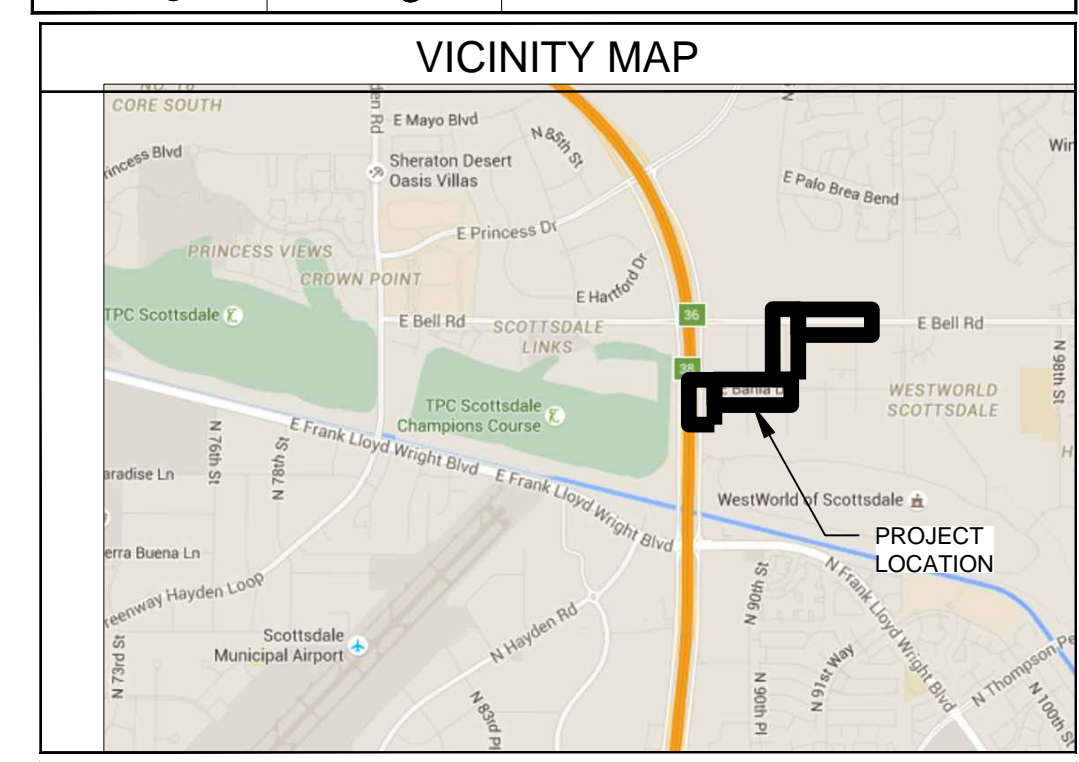 VICINITY MAP
CORE SOUTH
E Mayo Blvd
N 85th St
Sheraton Desert
Oasis Villas
E Palo Brea Bend
E Princess Dr
PRINCESS VIEWS
CROWN POINT
E Hartford Dr
TPC Scottsdale
E Bell Rd
SCOTTSDALE
LINKS
36
E Bell Rd
N 98th St
38
WESTWORLD
SCOTTSDALE
TPC Scottsdale
Champions Course
E Frank Lloyd Wright Blvd
N 76th St
N 78th St
E Frank Lloyd Wright Blvd
WestWorld of Scottsdale
PROJECT
LOCATION
N 90th St
N Frank Lloyd Wright Blvd
Hayden Loop
Scottsdale
Municipal Airport
N Hayden Rd
N 73rd St
N 83rd Pl
N 90th Pl
N 91st Way
N Thompson
N 100th St